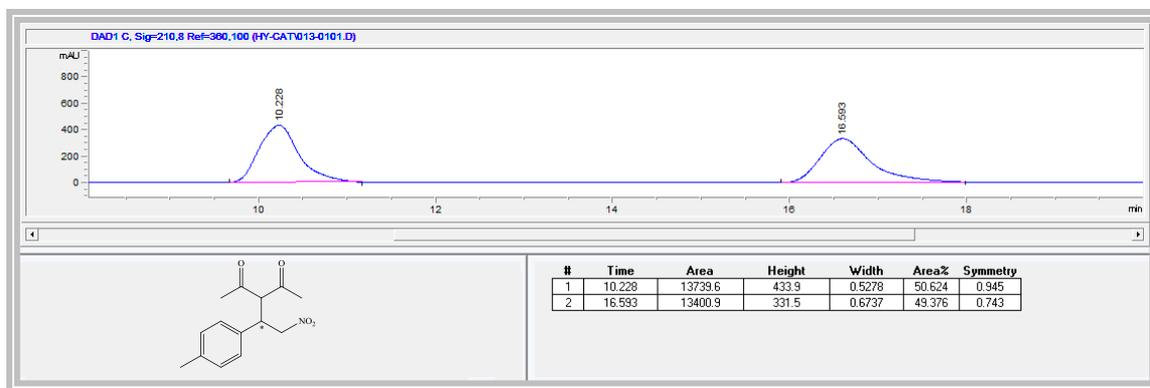 DAD1 C, Sig=210,8 Ref=360,100 (HY-CAT\013-0101.D)
mAU
800
600
400
200
0
10.228
16.593
10 12 14 16 18 min
O O
NO2
*
# Time Area Height Width Area% Symmetry
1 10.228 13739.6 433.9 0.5278 50.624 0.945
2 16.593 13400.9 331.5 0.6737 49.376 0.743